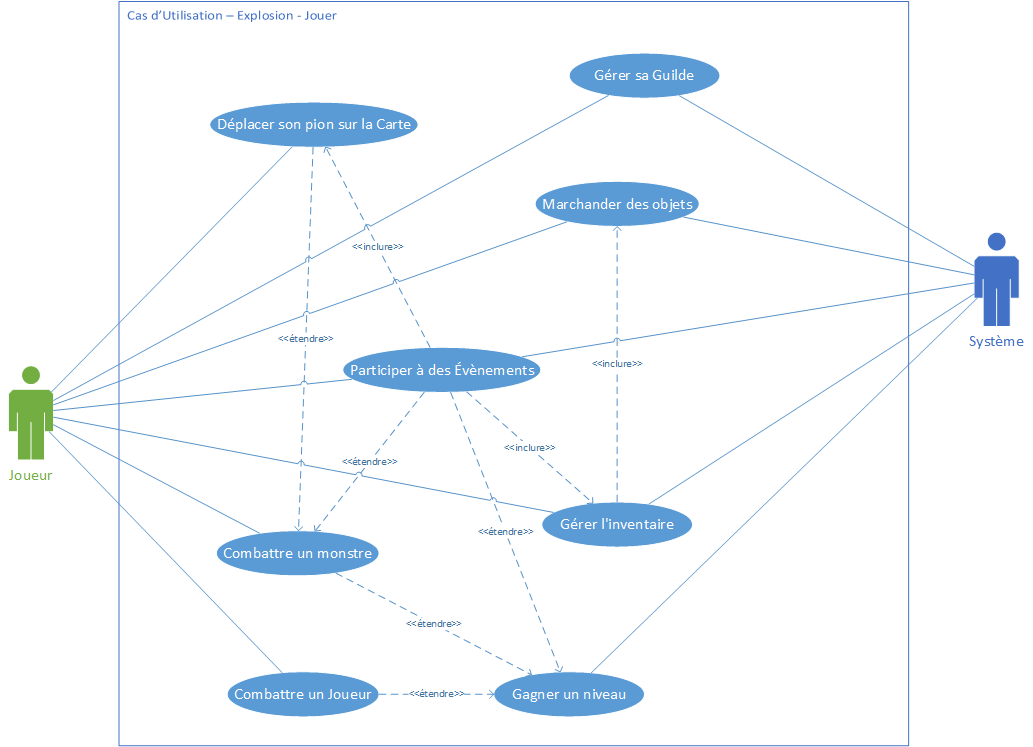 Cas d'Utilisation – Explosion - Jouer
Gérer sa Guilde
Déplacer son pion sur la Carte
Marchander des objets
<<inclure>>
<<étendre>>
Système
<<inclure>>
Participer à des Évènements
Joueur
<<inclure>>
<<étendre>>
Gérer l'inventaire
<<étendre>>
Combattre un monstre
<<étendre>>
Combattre un Joueur
<<étendre>>
Gagner un niveau